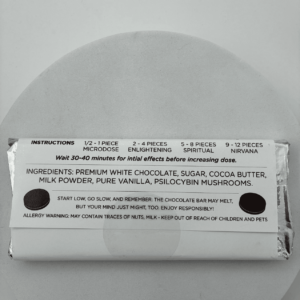 INSTRUCTIONS 1/2 - 1 PIECE 2 - 4 PIECES 5 - 8 PIECES 9 - 12 PIECES
MICRODOSE ENLIGHTENING SPIRITUAL NIRVANA
Wait 30-40 minutes for intial effects before increasing dose.
INGREDIENTS: PREMIUM WHITE CHOCOLATE, SUGAR, COCOA BUTTER,
MILK POWDER, PURE VANILLA, PSILOCYBIN MUSHROOMS.
START LOW, GO SLOW, AND REMEMBER: THE CHOCOLATE BAR MAY MELT,
BUT YOUR MIND JUST MIGHT, TOO. ENJOY RESPONSIBLY!
ALLERGY WARNING: MAY CONTAIN TRACES OF NUTS, MILK - KEEP OUT OF REACH OF CHILDREN AND PETS